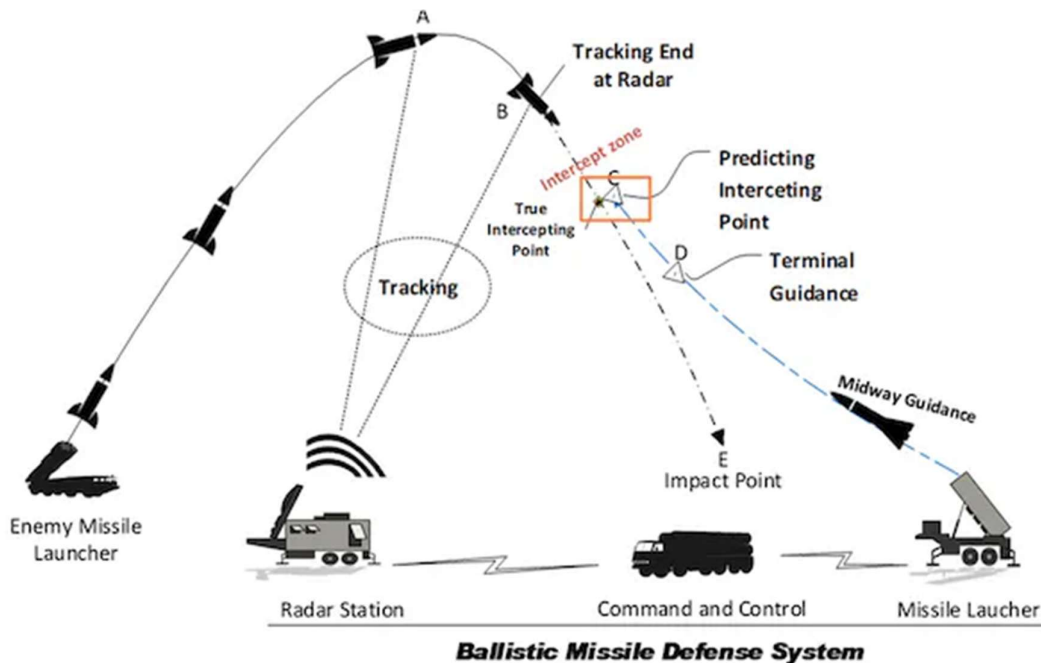 A
Tracking End
at Radar
B
Intercept zone
C
Predicting
Interceting
Point
True
Intercepting
Point
D
Terminal
Guidance
Tracking
Midway Guidance
E
Impact Point
Enemy Missile
Launcher
Radar Station
Command and Control
Missile Laucher
Ballistic Missile Defense System